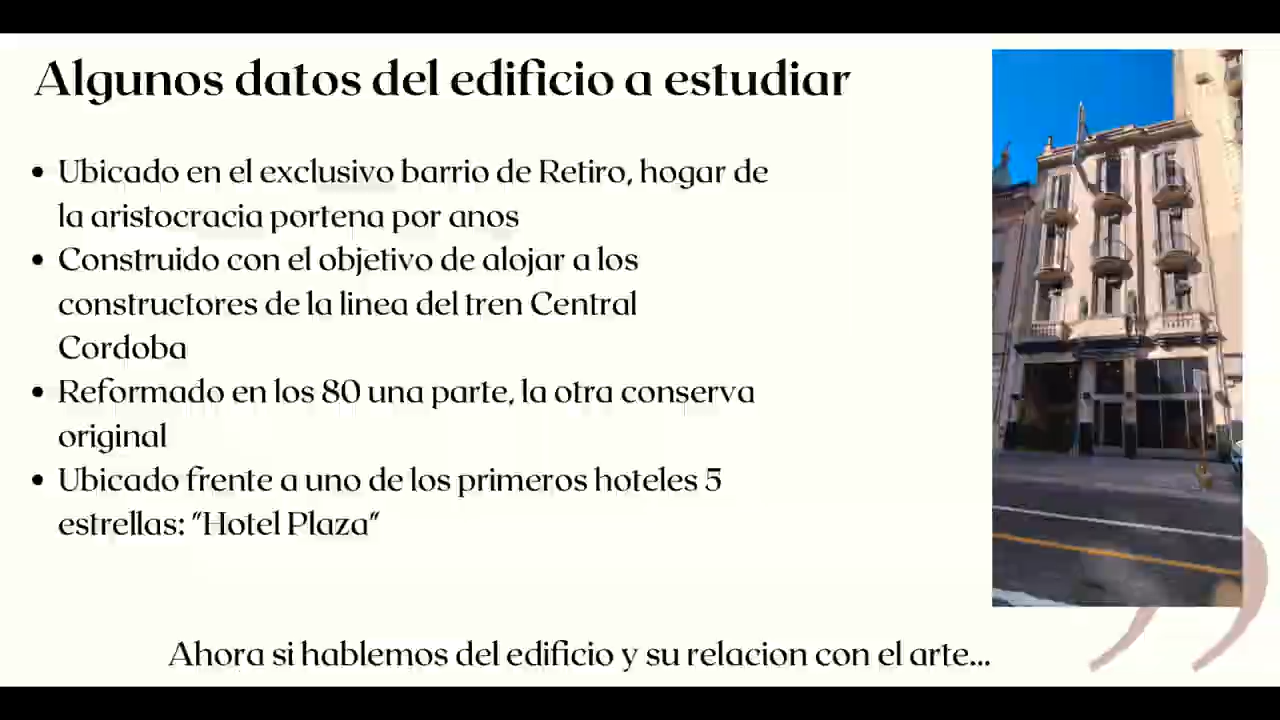 Algunos datos del edificio a estudiar
• Ubicado en el exclusivo barrio de Retiro, hogar de
la aristocracia portena por anos
• Construido con el objetivo de alojar a los
constructores de la linea del tren Central
Cordoba
• Reformado en los 80 una parte, la otra conserva
original
• Ubicado frente a uno de los primeros hoteles 5
estrellas: "Hotel Plaza"
Ahora si hablemos del edificio y su relacion con el arte...